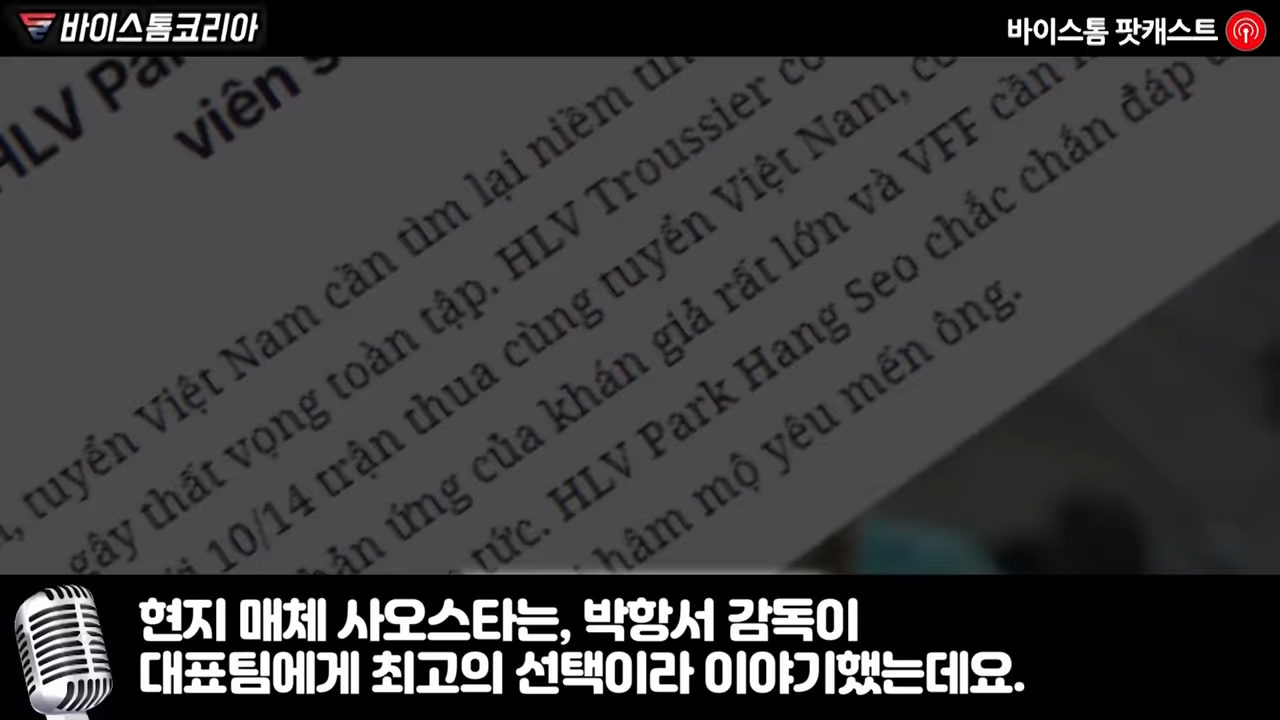 바이스톰코리아
바이스톰 팟캐스트
HLV
viên
tuyển Việt Nam cần tìm lại niềm
gây thất vọng toàn tập. HLV Troussier
10/14 trận thua cùng tuyển Việt Nam,
ứng của khán giả rất lớn và VFF cần
tức. HLV Park Hang Seo chắc chắn đáp
hâm mộ yêu mến ông.
현지 매체 사오스타는, 박항서 감독이
대표팀에게 최고의 선택이라 이야기했는데요.